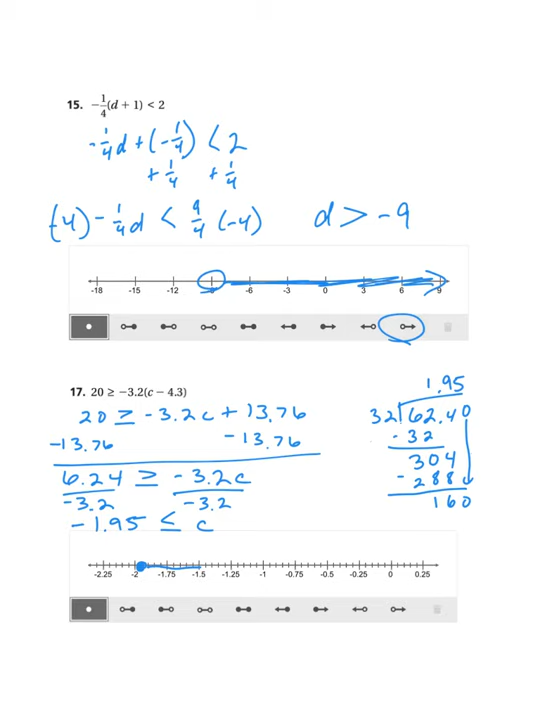 15. −1/4(d + 1) < 2
-1/4d + (-1/4) < 2
+1/4 +1/4
(-4) -1/4d < 9/4 (-4) d > -9
-18 -15 -12 -9 -6 -3 0 3 6 9
17. 20 ≥ −3.2(c − 4.3)
20 ≥ -3.2c + 13.76
-13.76 -13.76
6.24 ≥ -3.2c
-3.2 -3.2
-1.95 ≤ c
1.95
32 62.40
- 32
304
- 288
160
-2.25 -2 -1.75 -1.5 -1.25 -1 -0.75 -0.5 -0.25 0 0.25